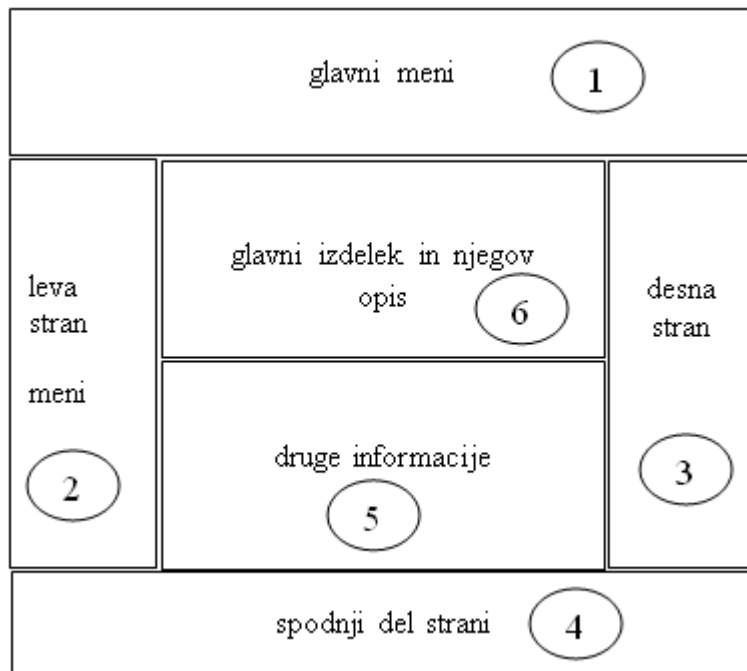 glavni meni 1
leva
stran
meni
2
glavni izdelek in njegov
opis
6
druge informacije
5
desna
stran
3
spodnji del strani 4